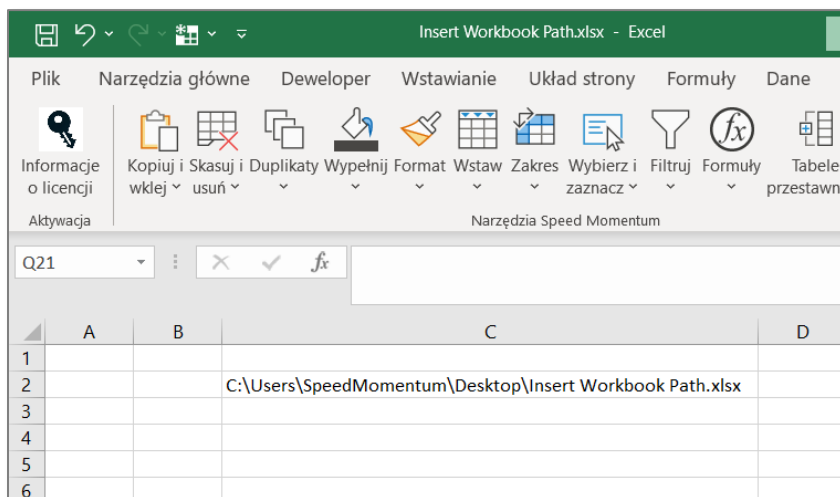 Insert Workbook Path.xlsx - Excel
Plik Narzędzia główne Deweloper Wstawianie Układ strony Formuły Dane
Informacje o licencji
Kopiuj i wklej
Skasuj i usuń
Duplikaty
Wypełnij
Format
Wstaw
Zakres
Wybierz i zaznacz
Filtruj
fx
Formuły
Tabele przestawn
Aktywacja
Narzędzia Speed Momentum
Q21
fx
A B C D
1
2 C:\Users\SpeedMomentum\Desktop\Insert Workbook Path.xlsx
3
4
5
6